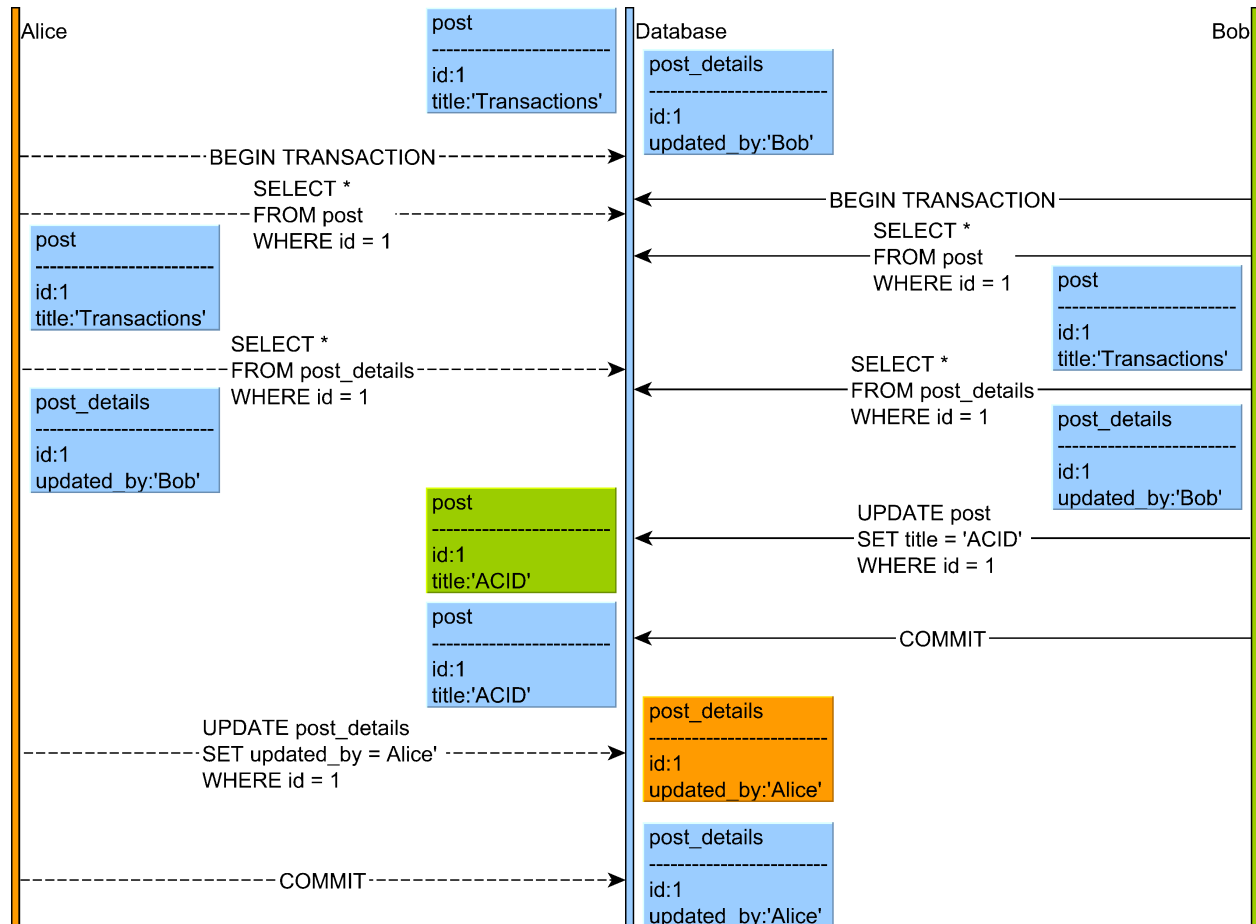 Alice
post
-------------------------
id:1
title:'Transactions'
Database
Bob
post_details
-------------------------
id:1
updated_by:'Bob'
BEGIN TRANSACTION
SELECT *
FROM post
WHERE id = 1
BEGIN TRANSACTION
post
-------------------------
id:1
title:'Transactions'
SELECT *
FROM post
WHERE id = 1
post
-------------------------
id:1
title:'Transactions'
SELECT *
FROM post_details
WHERE id = 1
SELECT *
FROM post_details
WHERE id = 1
post_details
-------------------------
id:1
updated_by:'Bob'
post_details
-------------------------
id:1
updated_by:'Bob'
post
-------------------------
id:1
title:'ACID'
UPDATE post
SET title = 'ACID'
WHERE id = 1
post
-------------------------
id:1
title:'ACID'
COMMIT
UPDATE post_details
SET updated_by = Alice'
WHERE id = 1
post_details
-------------------------
id:1
updated_by:'Alice'
COMMIT
post_details
-------------------------
id:1
updated_by:'Alice'